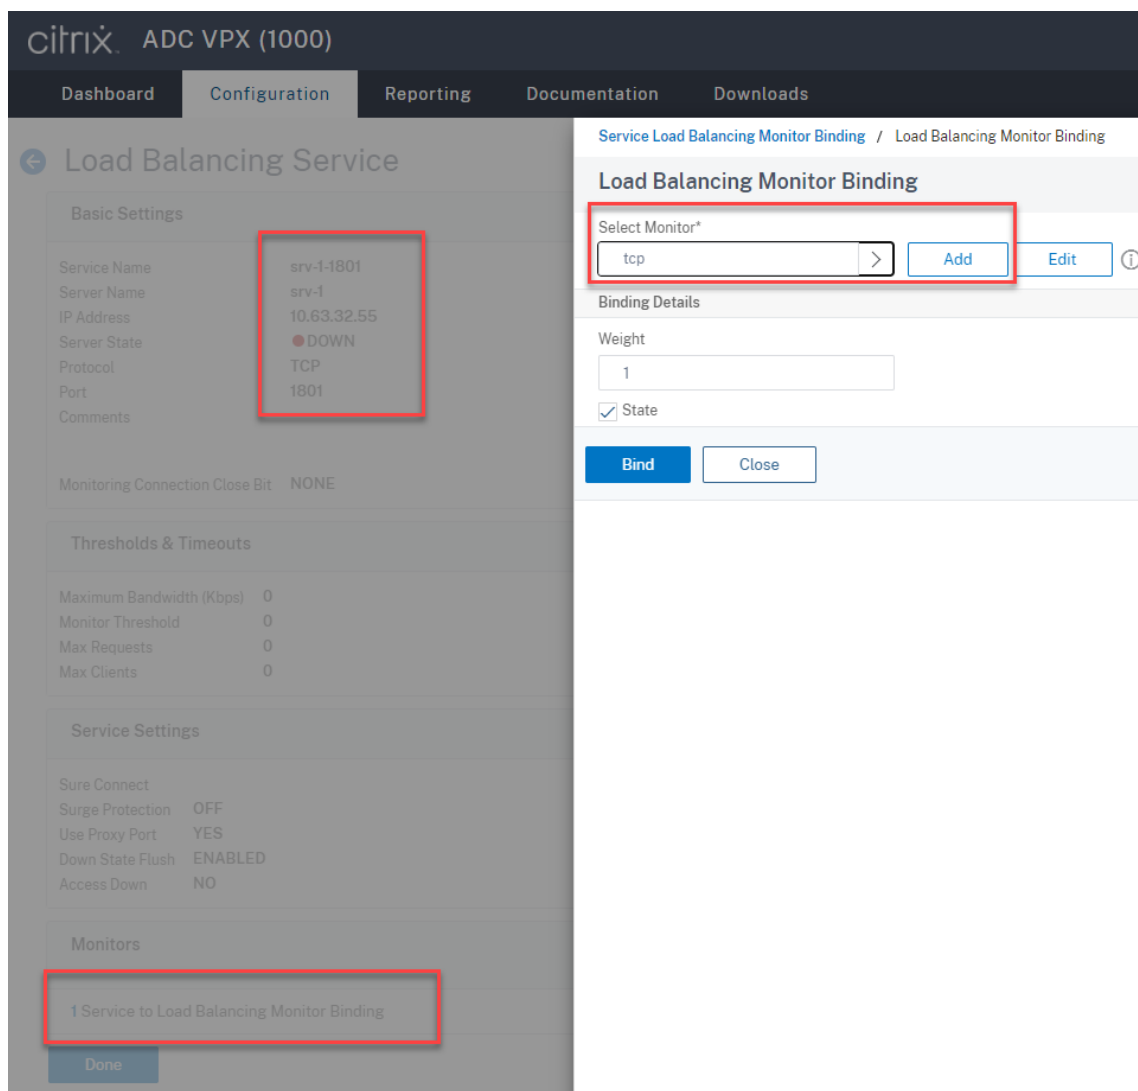 citrix. ADC VPX (1000)
Dashboard Configuration Reporting Documentation Downloads
Load Balancing Service
Basic Settings
Service Name srv-1-1801
Server Name srv-1
IP Address 10.63.32.55
Server State DOWN
Protocol TCP
Port 1801
Comments
Monitoring Connection Close Bit NONE
Thresholds & Timeouts
Maximum Bandwidth (Kbps) 0
Monitor Threshold 0
Max Requests 0
Max Clients 0
Service Settings
Sure Connect
Surge Protection OFF
Use Proxy Port YES
Down State Flush ENABLED
Access Down NO
Monitors
1 Service to Load Balancing Monitor Binding
Done
Service Load Balancing Monitor Binding / Load Balancing Monitor Binding
Load Balancing Monitor Binding
Select Monitor*
tcp > Add Edit
Binding Details
Weight
1
State
Bind Close